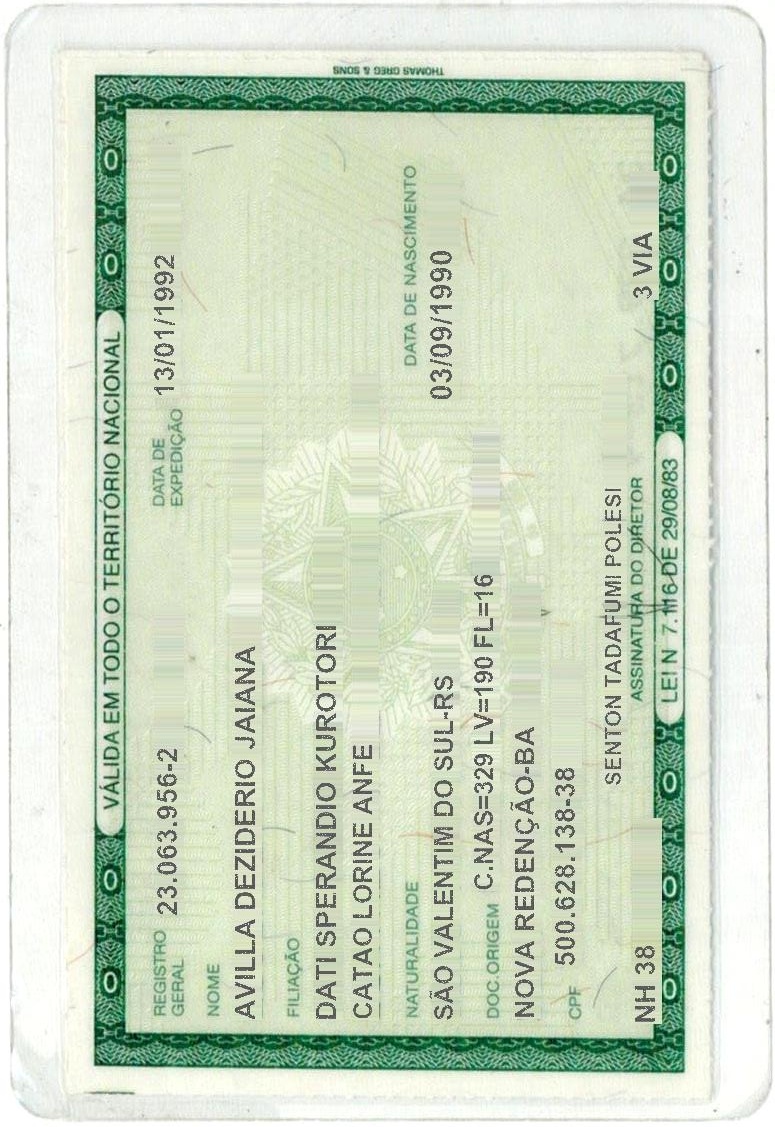 VÁLIDA EM TODO O TERRITÓRIO NACIONAL
REGISTRO GERAL 23.063.956-2 DATA DE EXPEDIÇÃO 13/01/1992
NOME
AVILLA DEZIDERIO JAIANA
FILIAÇÃO
DATI SPERANDIO KUROTORI
CATAO LORINE ANFE
NATURALIDADE DATA DE NASCIMENTO
SÃO VALENTIM DO SUL-RS 03/09/1990
DOC.ORIGEM C.NAS=329 LV=190 FL=16
NOVA REDENÇÃO-BA
CPF 500.628.138-38
SENTON TADAFUMI POLESI
NH 38 ASSINATURA DO DIRETOR 3 VIA
LEI N 7.116 DE 29/08/83
THOMAS GREG & SONS